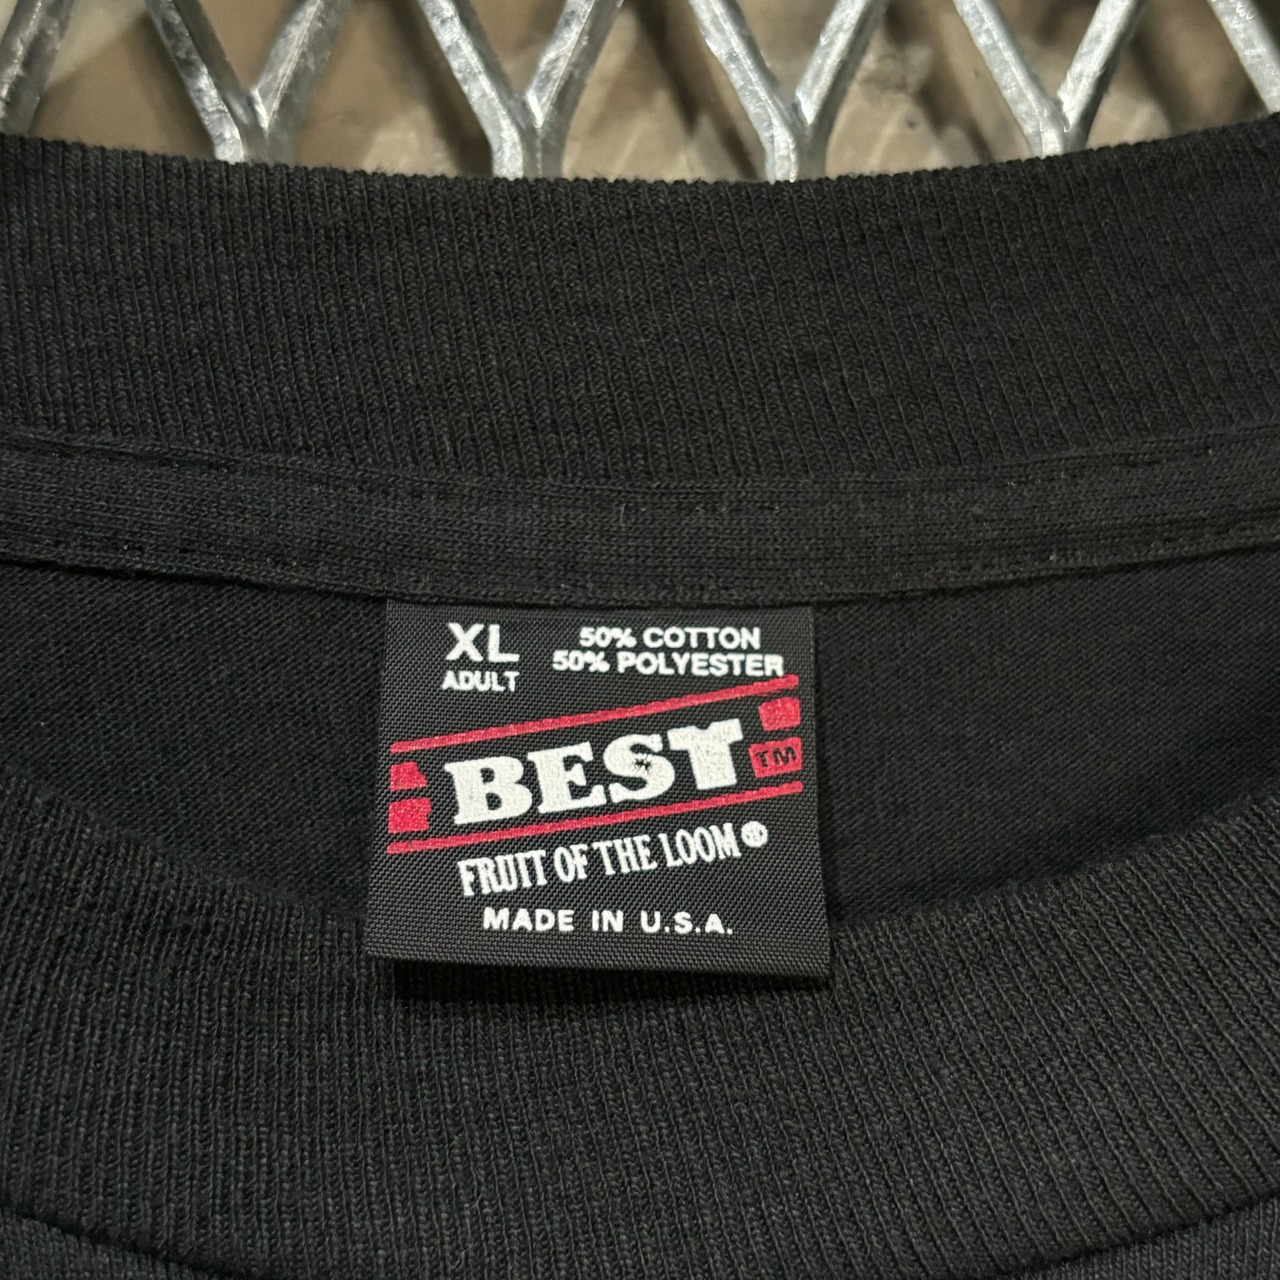 XL
ADULT
50% COTTON
50% POLYESTER
BEST
TM
FRUIT OF THE LOOM®
MADE IN U.S.A.